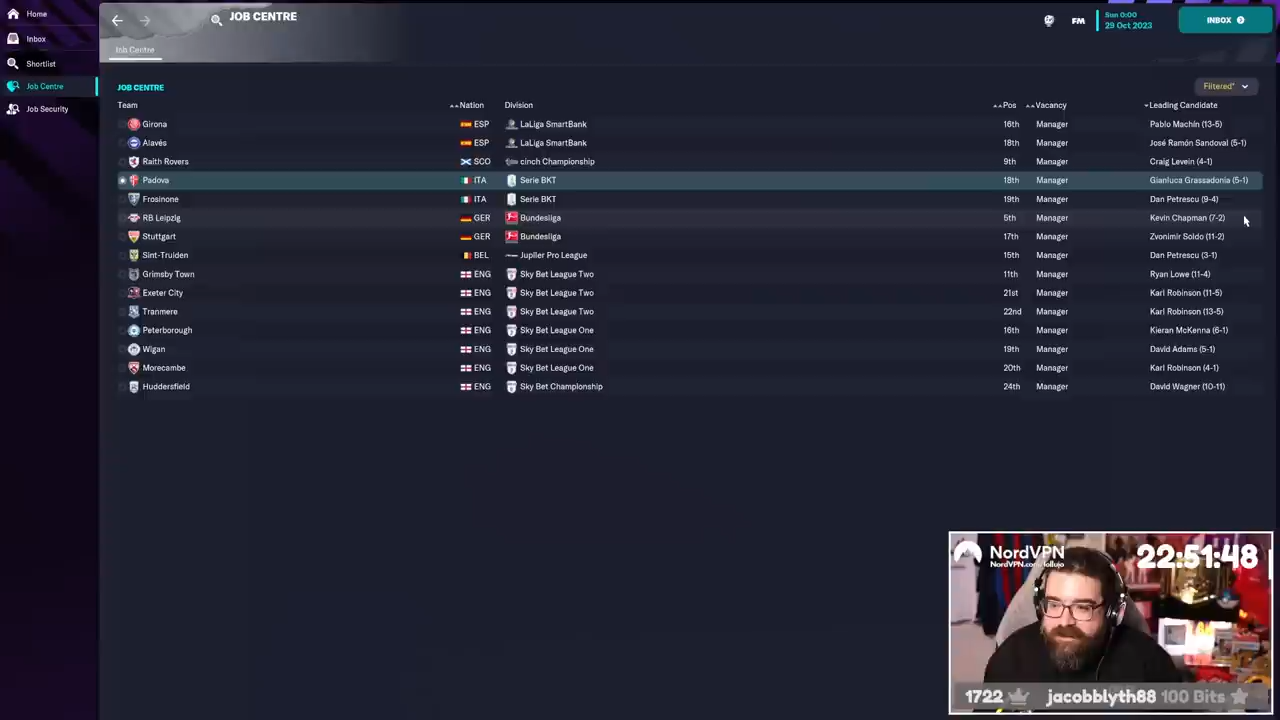 Home
Inbox
Shortlist
Job Centre
Job Security
JOB CENTRE
FM
Sun 0:00
29 Oct 2023
INBOX
Job Centre
JOB CENTRE
Filtered*
Team Nation Division Pos Vacancy Leading Candidate
Girona ESP LaLiga SmartBank 16th Manager Pablo Machín (13-5)
Alavés ESP LaLiga SmartBank 18th Manager José Ramón Sandoval (5-1)
Raith Rovers SCO cinch Championship 9th Manager Craig Levein (4-1)
Padova ITA Serie BKT 18th Manager Gianluca Grassadonia (5-1)
Frosinone ITA Serie BKT 19th Manager Dan Petrescu (9-4)
RB Leipzig GER Bundesliga 5th Manager Kevin Chapman (7-2)
Stuttgart GER Bundesliga 17th Manager Zvonimir Soldo (11-2)
Sint-Truiden BEL Jupiler Pro League 15th Manager Dan Petrescu (3-1)
Grimsby Town ENG Sky Bet League Two 11th Manager Ryan Lowe (11-4)
Exeter City ENG Sky Bet League Two 21st Manager Karl Robinson (11-5)
Tranmere ENG Sky Bet League Two 22nd Manager Karl Robinson (13-5)
Peterborough ENG Sky Bet League One 16th Manager Kieran McKenna (6-1)
Wigan ENG Sky Bet League One 19th Manager David Adams (5-1)
Morecambe ENG Sky Bet League One 20th Manager Karl Robinson (4-1)
Huddersfield ENG Sky Bet Championship 24th Manager David Wagner (10-11)
NordVPN
NordVPN.com/lollujo
22:51:48
1722 jacobblyth88 100 Bits